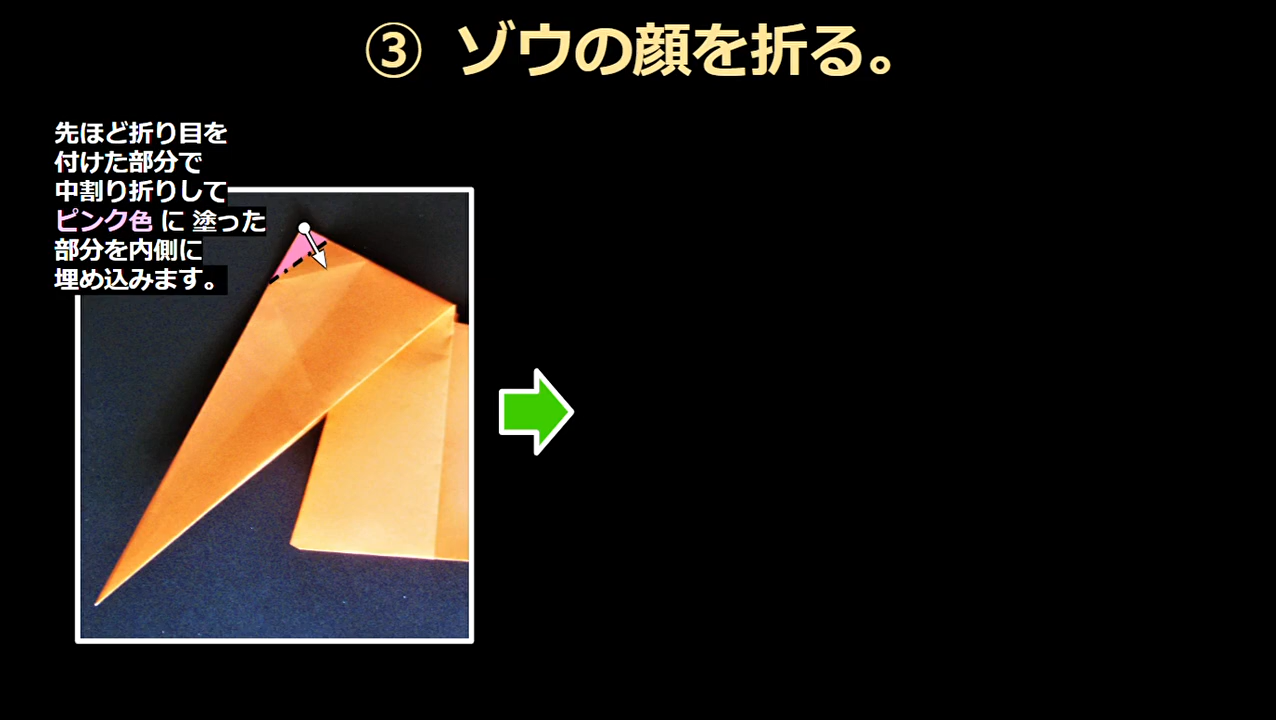 ③ ゾウの顔を折る。
先ほど折り目を
付けた部分で
中割り折りして
ピンク色 に 塗った
部分を内側に
埋め込みます。